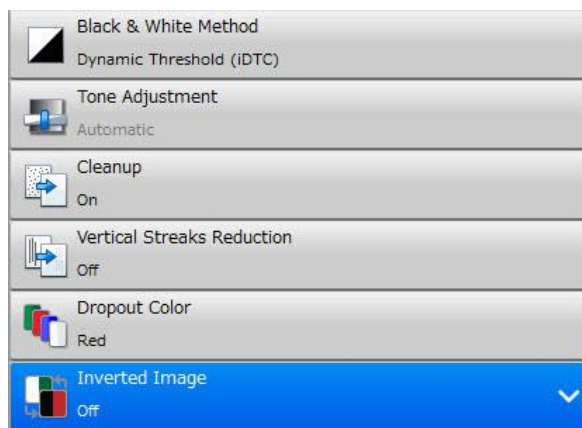 Black & White Method
Dynamic Threshold (iDTC)
Tone Adjustment
Automatic
Cleanup
On
Vertical Streaks Reduction
Off
Dropout Color
Red
Inverted Image
Off